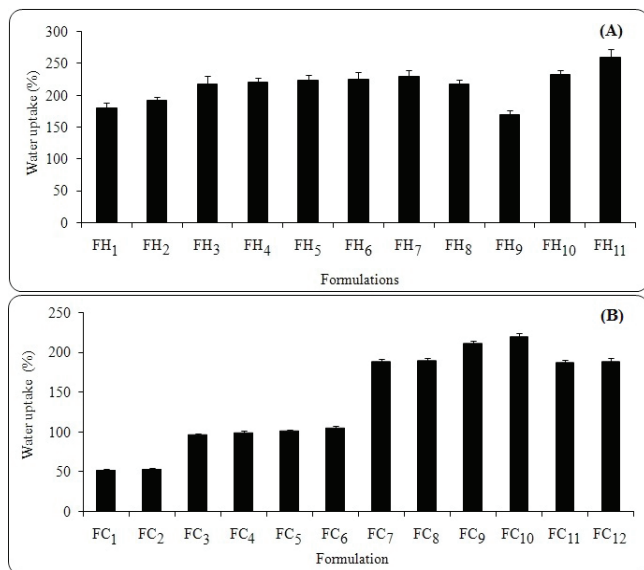 (A)
Water uptake (%)
300
250
200
150
100
50
0
FH1 FH2 FH3 FH4 FH5 FH6 FH7 FH8 FH9 FH10 FH11
Formulations
(B)
Water uptake (%)
250
200
150
100
50
0
FC1 FC2 FC3 FC4 FC5 FC6 FC7 FC8 FC9 FC10 FC11 FC12
Formulation